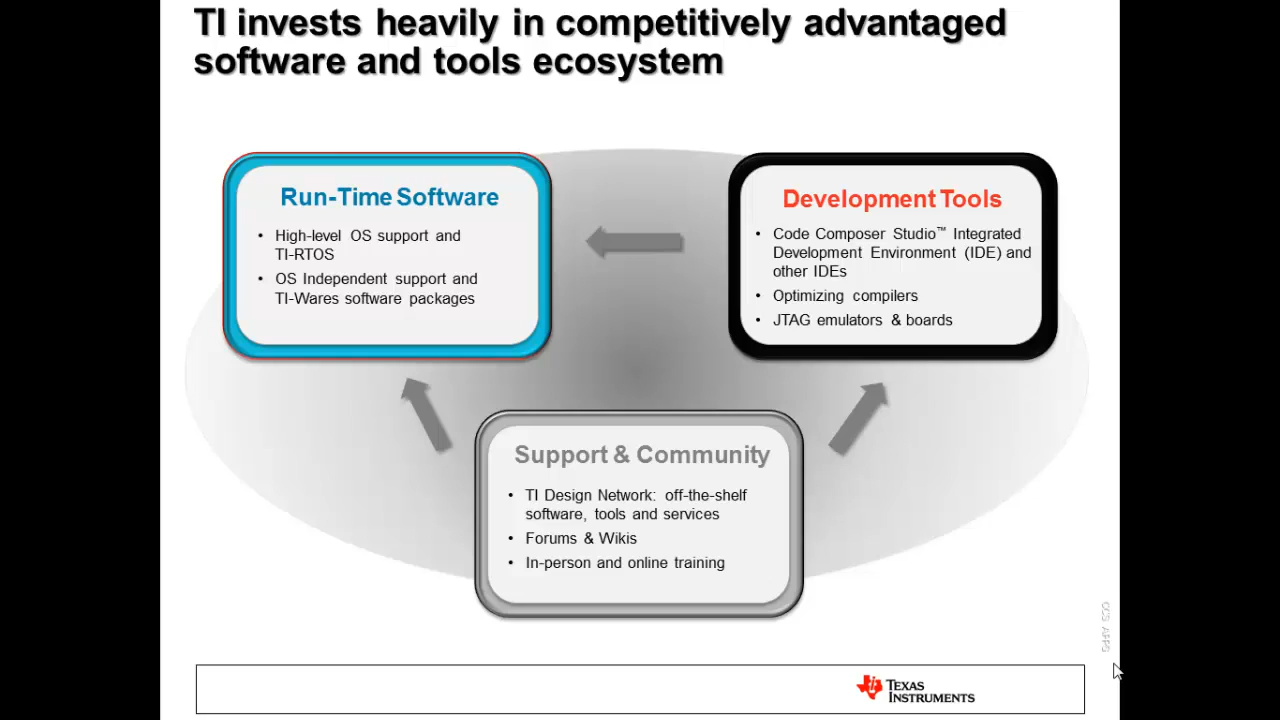 TI invests heavily in competitively advantaged
software and tools ecosystem
Run-Time Software
• High-level OS support and
TI-RTOS
• OS Independent support and
TI-Wares software packages
Development Tools
• Code Composer Studio™ Integrated
Development Environment (IDE) and
other IDEs
• Optimizing compilers
• JTAG emulators & boards
Support & Community
• TI Design Network: off-the-shelf
software, tools and services
• Forums & Wikis
• In-person and online training
CCS APPS
TEXAS
INSTRUMENTS